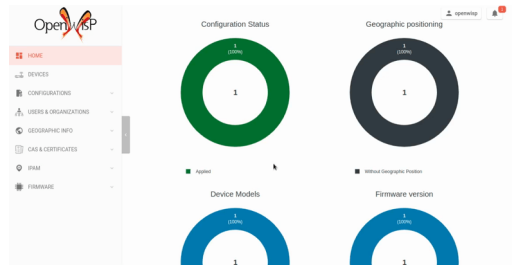 OpenWISP
openwisp
2
HOME
DEVICES
CONFIGURATIONS
USERS & ORGANIZATIONS
GEOGRAPHIC INFO
CAS & CERTIFICATES
IPAM
FIRMWARE
Configuration Status
1
(100%)
1
Applied
Geographic positioning
1
(100%)
1
Without Geographic Position
Device Models
1
(100%)
1
Firmware version
1
(100%)
1